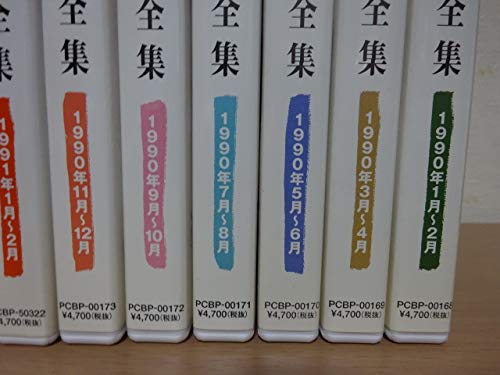 全集
1991年1月〜2月
CBP-50322
4,700(税抜)
全集
1990年11月〜12月
PCBP-00173
¥4,700(税抜)
全集
1990年9月〜10月
PCBP-00172
¥4,700(税抜)
全集
1990年7月〜8月
PCBP-00171
¥4,700(税抜)
全集
1990年5月〜6月
PCBP-00170
¥4,700(税抜)
全集
1990年3月〜4月
PCBP-00169
¥4,700(税抜)
全集
1990年1月〜2月
PCBP-00168
¥4,700(税抜)